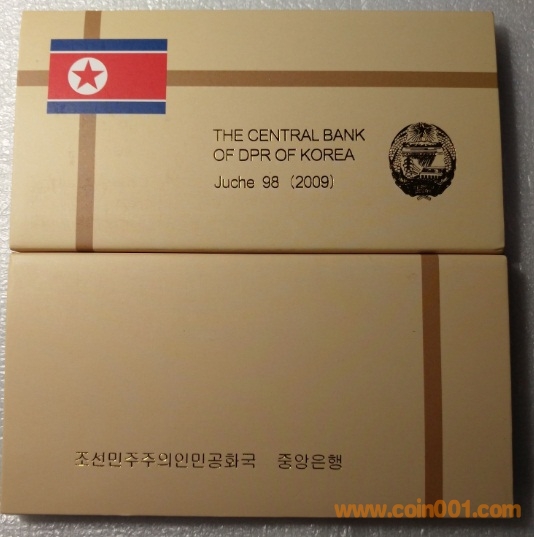 THE CENTRAL BANK
OF DPR OF KOREA
Juche 98 (2009)
조선민주주의인민공화국 중앙은행
www.coin001.com